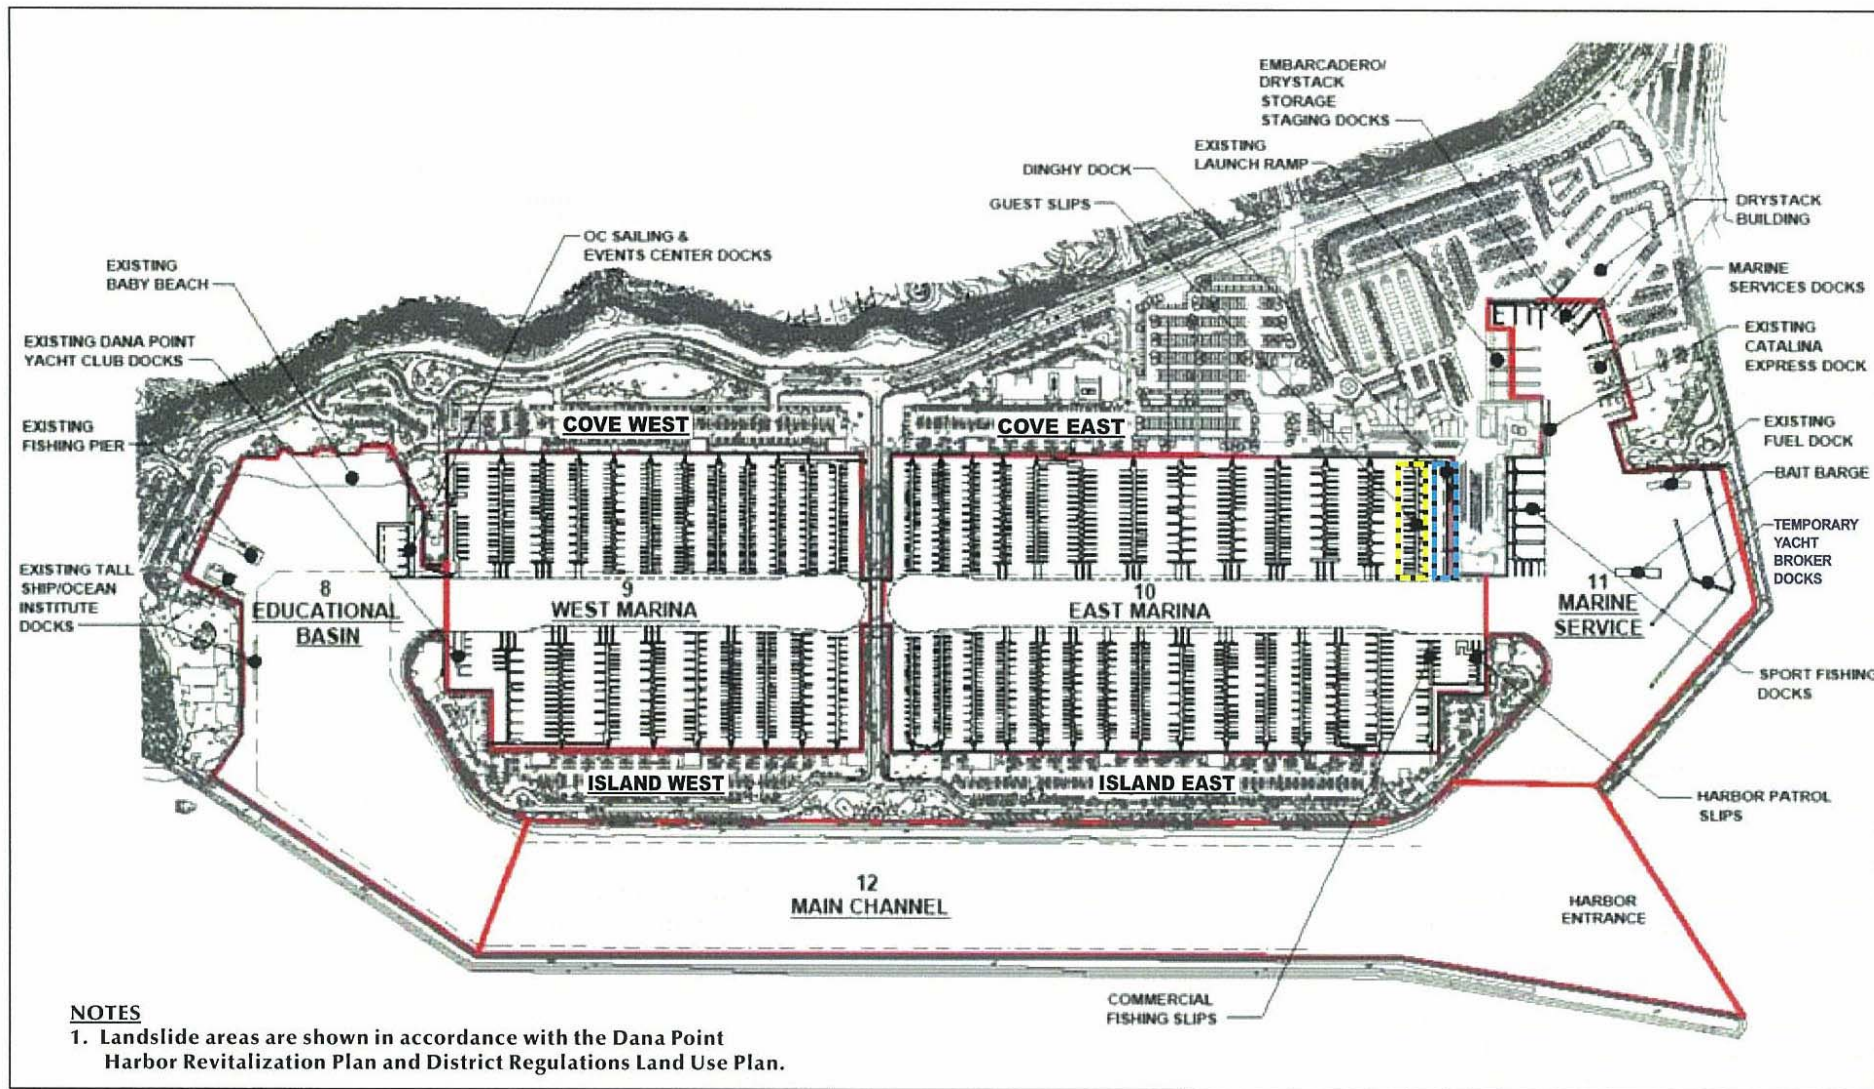 EMBARCADERO/
DRYSTACK
STORAGE
STAGING DOCKS
EXISTING
LAUNCH RAMP
DINGHY DOCK
GUEST SLIPS
DRYSTACK
BUILDING
OC SAILING &
EVENTS CENTER DOCKS
EXISTING
BABY BEACH
MARINE
SERVICES DOCKS
EXISTING DANA POINT
YACHT CLUB DOCKS
EXISTING
CATALINA
EXPRESS DOCK
EXISTING
FISHING PIER
COVE WEST
COVE EAST
EXISTING
FUEL DOCK
BAIT BARGE
TEMPORARY
YACHT
BROKER
DOCKS
EXISTING TALL
SHIP/OCEAN
INSTITUTE
DOCKS
8
EDUCATIONAL
BASIN
9
WEST MARINA
10
EAST MARINA
11
MARINE
SERVICE
SPORT FISHING
DOCKS
ISLAND WEST
ISLAND EAST
HARBOR PATROL
SLIPS
12
MAIN CHANNEL
HARBOR
ENTRANCE
COMMERCIAL
FISHING SLIPS
NOTES
1. Landslide areas are shown in accordance with the Dana Point
Harbor Revitalization Plan and District Regulations Land Use Plan.